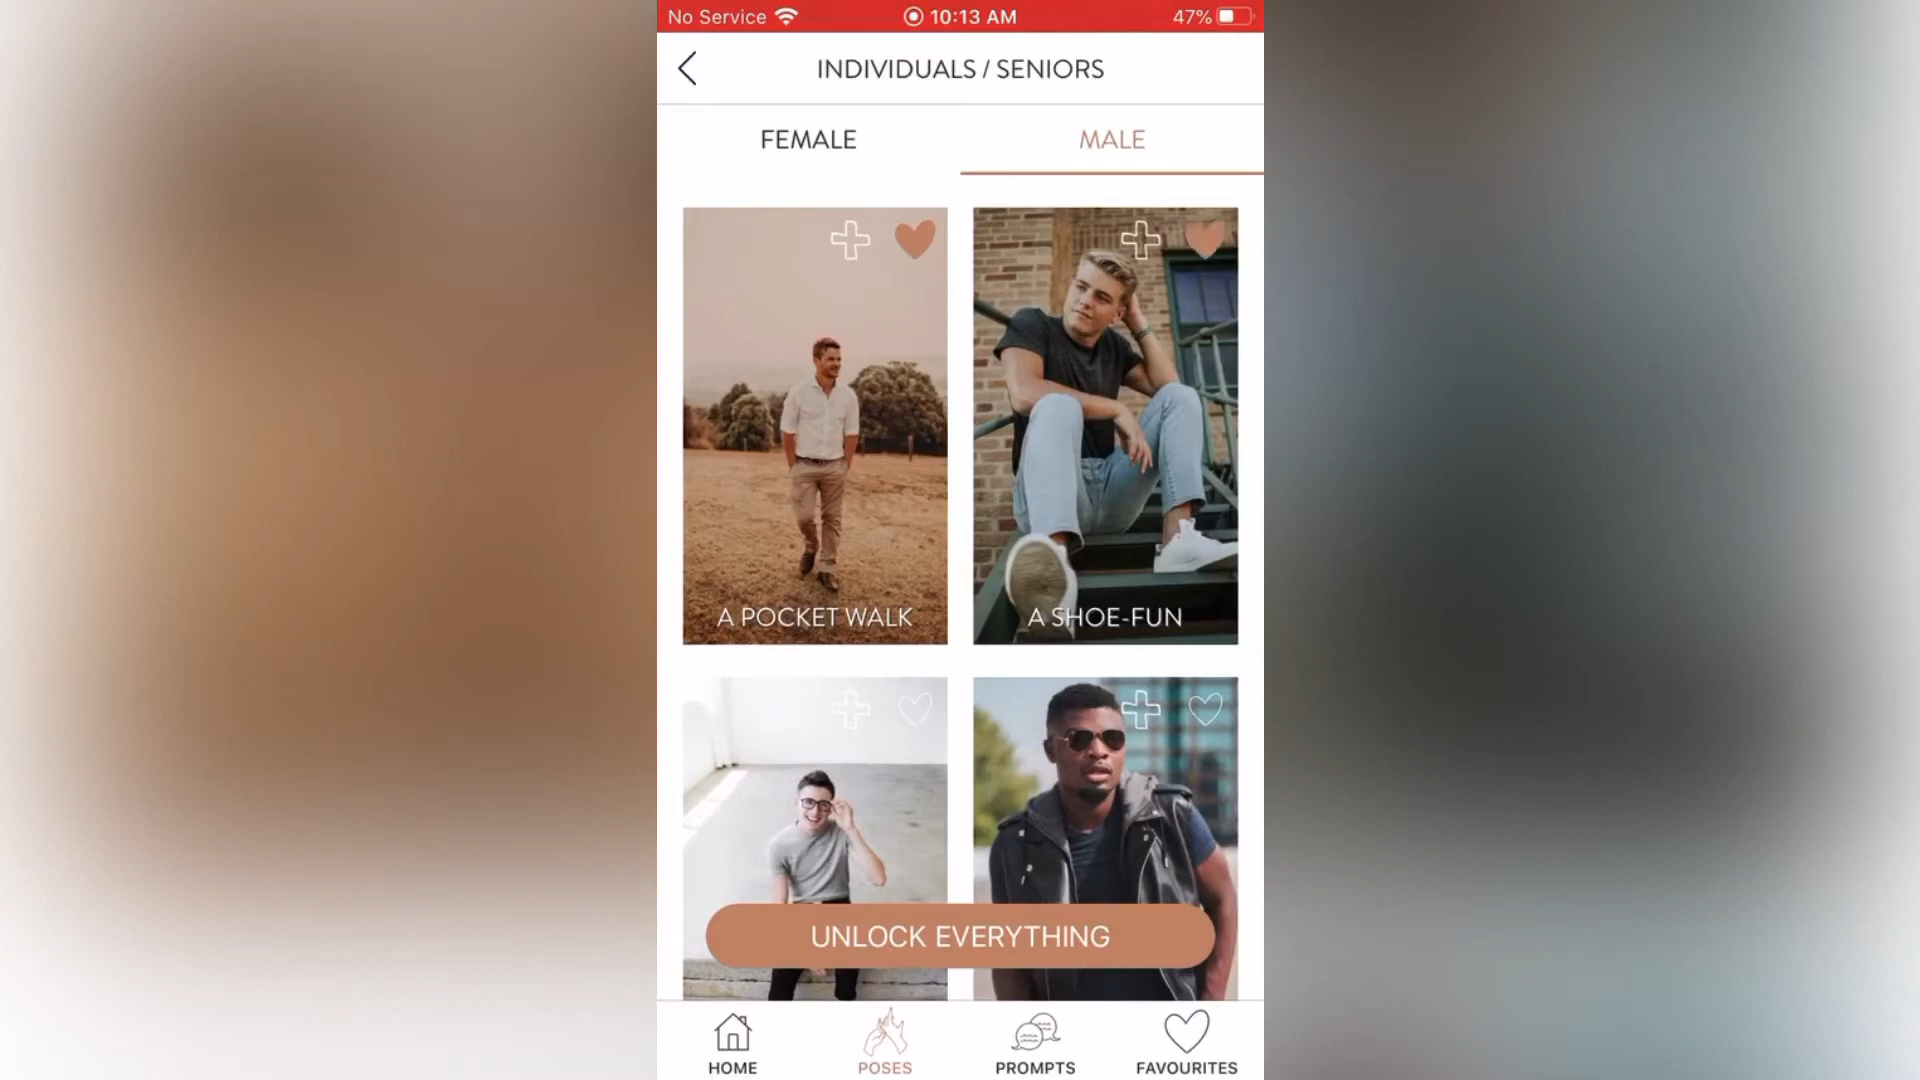 No Service 10:13 AM 47%
INDIVIDUALS / SENIORS
FEMALE MALE
A POCKET WALK A SHOE-FUN
UNLOCK EVERYTHING
HOME POSES PROMPTS FAVOURITES